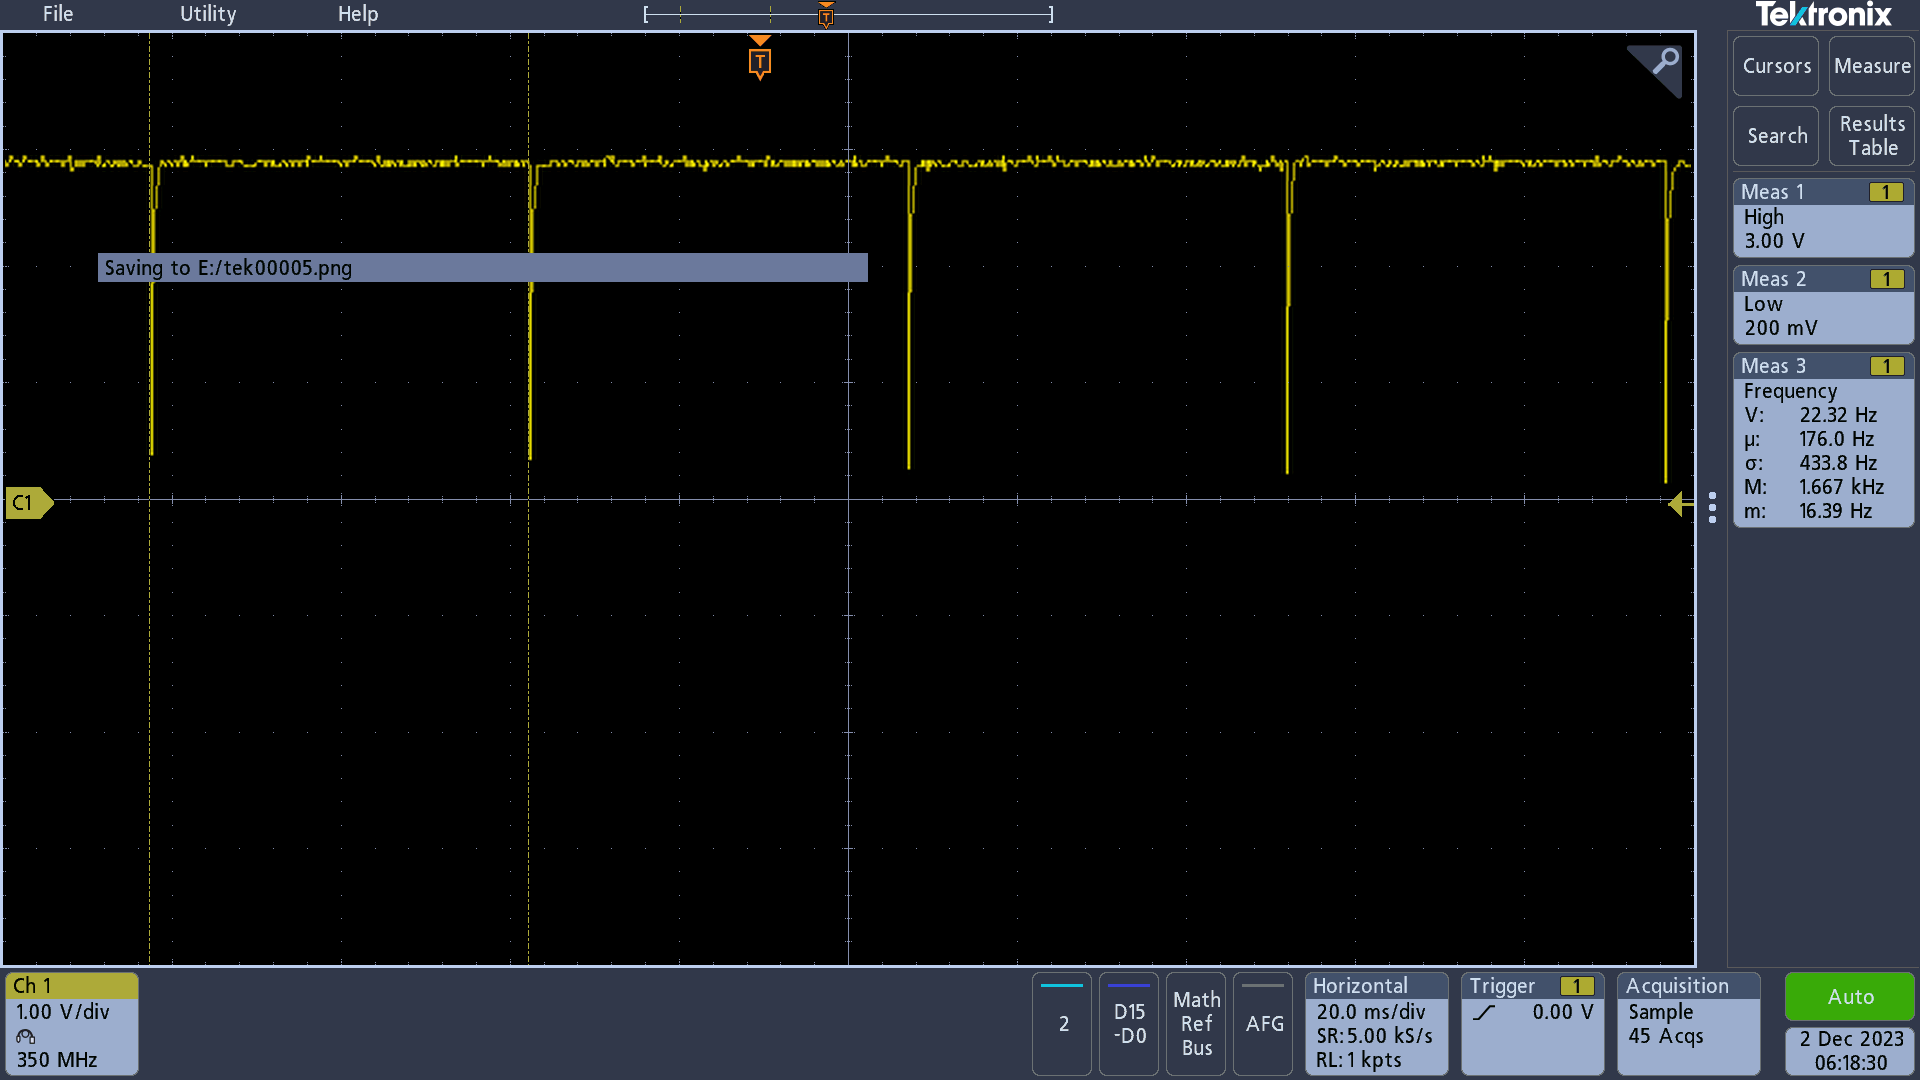 File Utility Help
T
Tektronix
T
Cursors Measure
Search Results Table
Meas 1 1
High
3.00 V
Saving to E:/tek00005.png
Meas 2 1
Low
200 mV
Meas 3 1
Frequency
V: 22.32 Hz
µ: 176.0 Hz
σ: 433.8 Hz
M: 1.667 kHz
m: 16.39 Hz
C1
Ch 1
1.00 V/div
350 MHz
2
D15
-D0
Math
Ref
Bus
AFG
Horizontal
20.0 ms/div
SR:5.00 kS/s
RL:1 kpts
Trigger 1
0.00 V
Acquisition
Sample
45 Acqs
Auto
2 Dec 2023
06:18:30